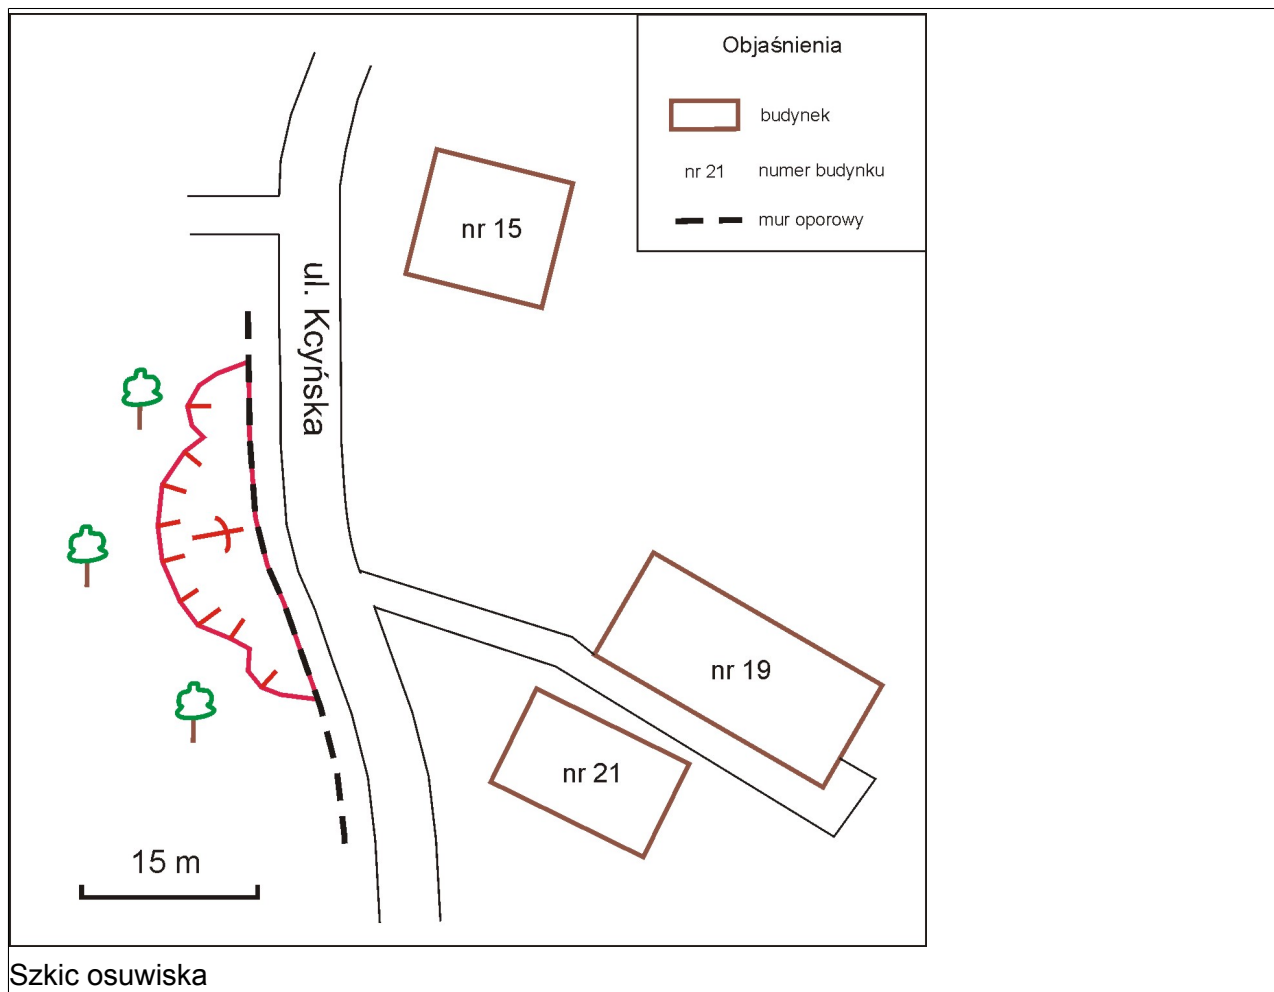 Objaśnienia
budynek
nr 21 numer budynku
mur oporowy
nr 15
ul. Kcyńska
nr 19
nr 21
15 m
Szkic osuwiska